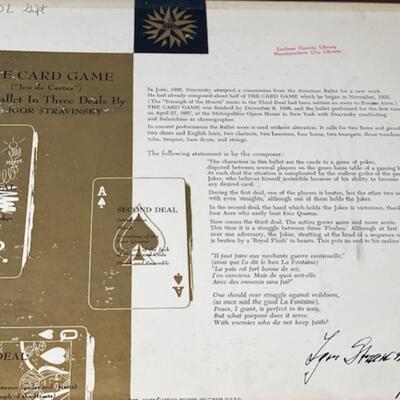 OL Gift
Larimer County Library
Headquarters City Library
THE CARD GAME
("Jeu de Cartes")
Ballet In Three Deals By
IGOR STRAVINSKY
In June, 1936, Stravinsky accepted a commission from the American Ballet for a new work
He had already composed about half of THE CARD GAME which he began in November, 1935.
(The "Triumph of the Hearts" music in the Third Deal had been written en route to Buenos Aires.)
THE CARD GAME was finished by December 6, 1936, and the ballet performed for the first time
on April 27, 1937, at the Metropolitan Opera House in New York with Stravinsky conducting
and Balanchine as choreographer.
In concert performance the Ballet score is used without alteration. It calls for two flutes and piccolo
two oboes and English horn, two clarinets, two bassoons, four horns, two trumpets, three trombones
tuba, timpani, bass drum, and strings.
The following statement is by the composer:
"The characters in this ballet are the cards in a game of poker,
disputed between several players on the green baize table of a gaming h
At each deal the situation is complicated by the endless guiles of the pe
Joker, who believes himself invincible because of his ability to become
any desired card.
During the first deal, one of the players is beaten, but the other two re
with even 'straights,' although one of them holds the Joker.
In the second deal, the hand which holds the Joker is victorious, thank
four Aces who easily beat four Queens.
Now comes the third deal. The action grows more and more acute.
This time it is a struggle between three 'Flushes.' Although at first
over one adversary, the Joker, strutting at the head of a sequence of
is beaten by a 'Royal Flush' in hearts. This puts an end to his malice
"Il faut faire aux mechants guerre continuelle,"
(ainsi que l'a dit le bon La Fontaine)
"La paix est fort bonne de soi;
J'en conviens. Mais de quoi sert-elle
Avec des ennemis sans foi?"
One should ever struggle against evildoers,
(as once said the good La Fontaine)
Peace, I grant, is perfect in its way,
But what purpose does it serve
With enemies who do not keep faith?
Igor Straw
A
SECOND DEAL
A
DEAL